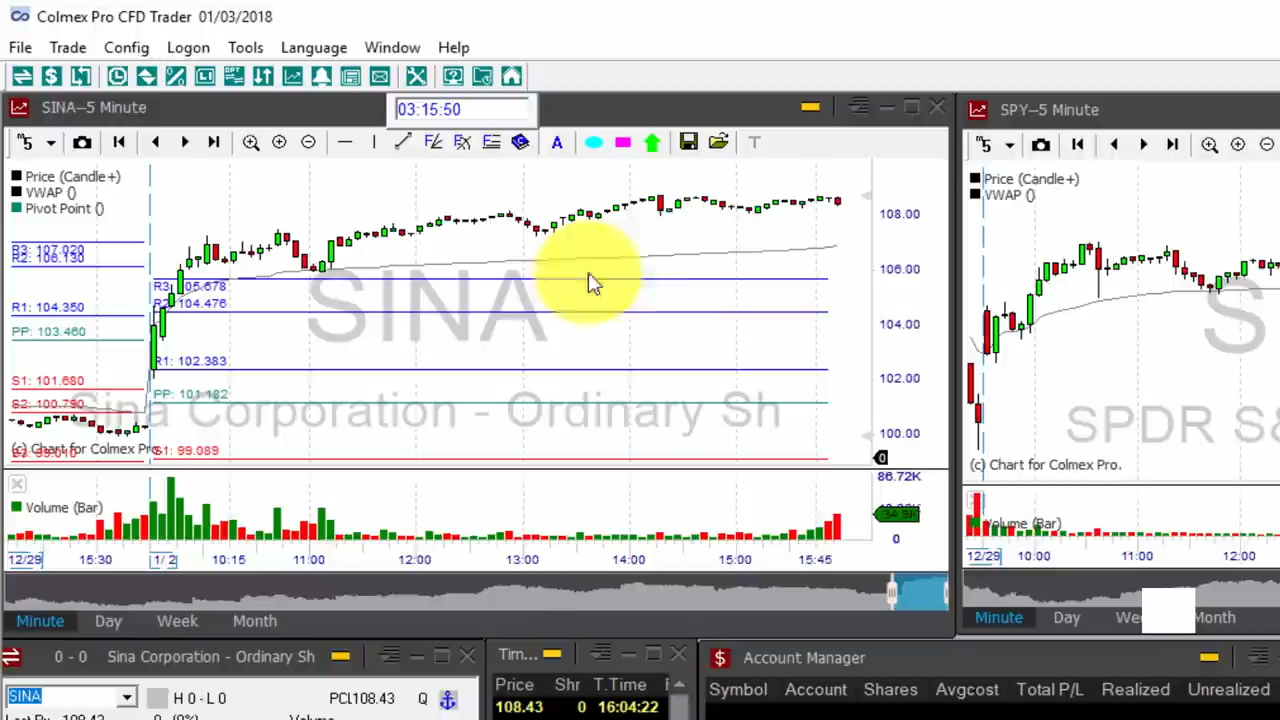 Colmex Pro CFD Trader 01/03/2018
File Trade Config Logon Tools Language Window Help
SINA–5 Minute
03:15:50
SPY–5 Minute
5
5
Price (Candle+)
VWAP ()
Pivot Point ()
R3: 107.020
R2: 106.130
R1: 104.350
PP: 103.460
S1: 101.680
S2: 100.790
(c) Chart for Colmex Pro
R3: 105.678
R2: 104.476
R1: 102.383
PP: 101.182
S1: 99.089
SINA
Sina Corporation - Ordinary Sh
108.00
106.00
104.00
102.00
100.00
0
86.72K
0
Volume (Bar)
12/29 15:30 1/ 2 10:15 11:00 12:00 13:00 14:00 15:00 15:45
Minute Day Week Month
Price (Candle+)
VWAP ()
S
SPDR S&
(c) Chart for Colmex Pro.
Volume (Bar)
12/29 10:00 11:00 12:00
Minute Day Month
0 - 0 Sina Corporation - Ordinary Sh
SINA H 0 - L 0 PCL108.43 Q
Tim...
Price Shr T.Time
108.43 0 16:04:22
Account Manager
Symbol Account Shares Avgcost Total P/L Realized Unrealized